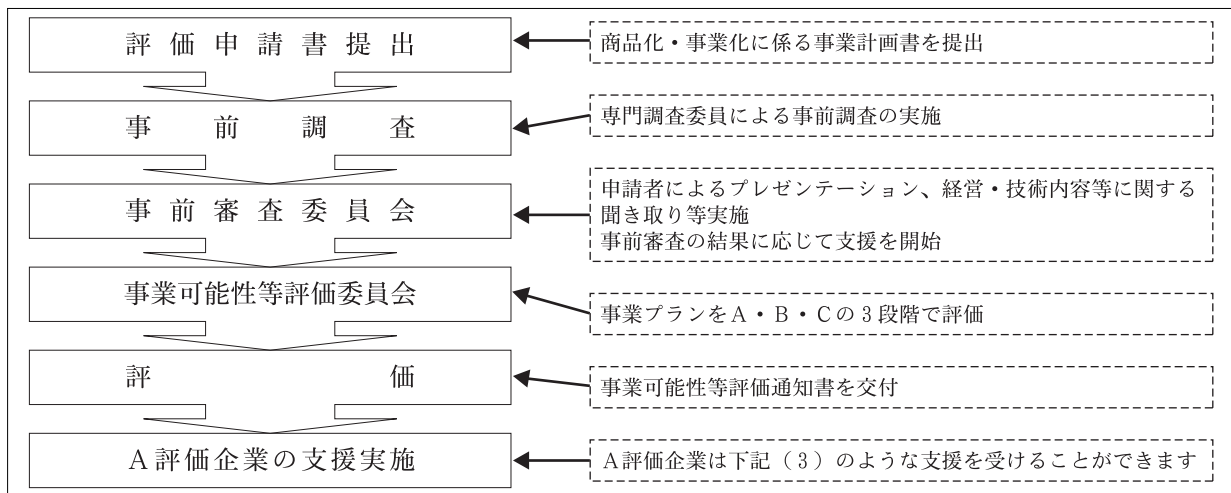 評価申請書提出
商品化・事業化に係る事業計画書を提出
事前調査
専門調査委員による事前調査の実施
事前審査委員会
申請者によるプレゼンテーション、経営・技術内容等に関する
聞き取り等実施
事前審査の結果に応じて支援を開始
事業可能性等評価委員会
事業プランをA・B・Cの3段階で評価
評価
事業可能性等評価通知書を交付
A評価企業の支援実施
A評価企業は下記(3)のような支援を受けることができます